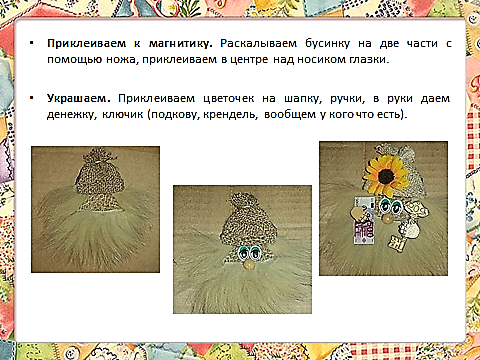 • Приклеиваем к магнитику. Раскалываем бусинку на две части с
помощью ножа, приклеиваем в центре над носиком глазки.
• Украшаем. Приклеиваем цветочек на шапку, ручки, в руки даем
денежку, ключик (подкову, крендель, вообщем у кого что есть).